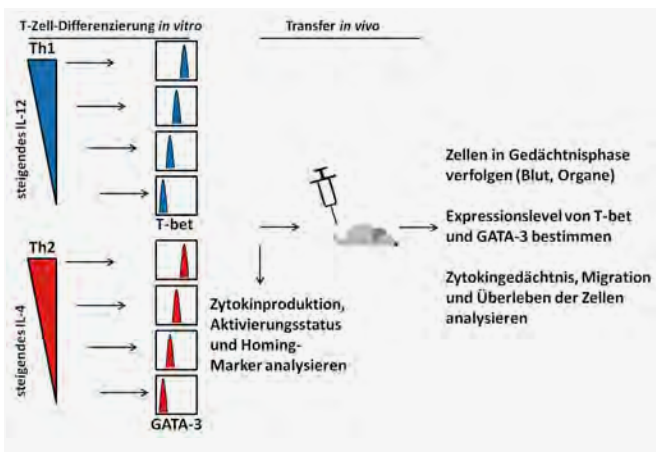 T-Zell-Differenzierung in vitro
Transfer in vivo
Th1
steigendes IL-12
T-bet
Th2
steigendes IL-4
GATA-3
Zytokinproduktion,
Aktivierungsstatus
und Homing-
Marker analysieren
Zellen in Gedächtnisphase
verfolgen (Blut, Organe)
Expressionslevel von T-bet
und GATA-3 bestimmen
Zytokingedächtnis, Migration
und Überleben der Zellen
analysieren